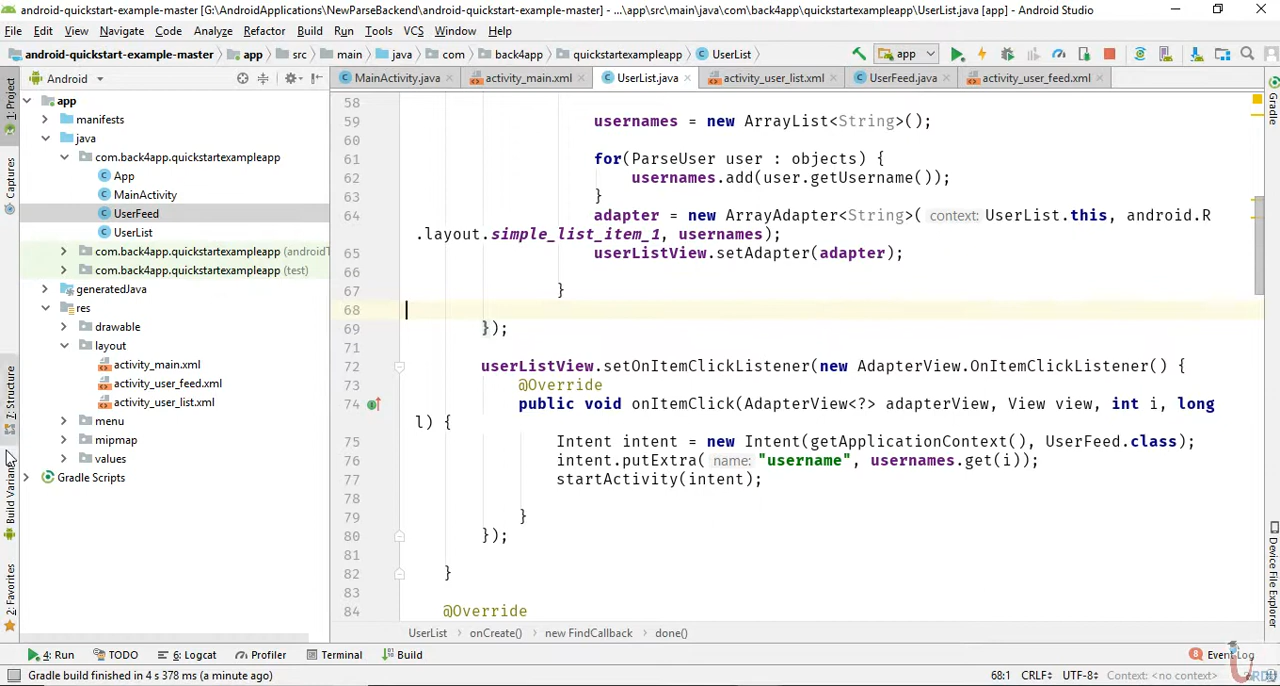 android-quickstart-example-master [G:\AndroidApplications\NewParseBackend\android-quickstart-example-master] - ...\app\src\main\java\com\back4app\quickstartexampleapp\UserList.java [app] - Android Studio
File Edit View Navigate Code Analyze Refactor Build Run Tools VCS Window Help
android-quickstart-example-master app src main java com back4app quickstartexampleapp UserList app
Android MainActivity.java activity_main.xml UserList.java activity_user_list.xml UserFeed.java activity_user_feed.xml
1: Project
Captures
7: Structure
Build Variants
2: Favorites
app
manifests
java
com.back4app.quickstartexampleapp
App
MainActivity
UserFeed
UserList
com.back4app.quickstartexampleapp (androidT
com.back4app.quickstartexampleapp (test)
generatedJava
res
drawable
layout
activity_main.xml
activity_user_feed.xml
activity_user_list.xml
menu
mipmap
values
Gradle Scripts
58
59 usernames = new ArrayList<String>();
60
61 for(ParseUser user : objects) {
62 usernames.add(user.getUsername());
63 }
64 adapter = new ArrayAdapter<String>( context: UserList.this, android.R
.layout.simple_list_item_1, usernames);
65 userListView.setAdapter(adapter);
66
67 }
68
69 });
71
72 userListView.setOnItemClickListener(new AdapterView.OnItemClickListener() {
73 @Override
74 public void onItemClick(AdapterView<?> adapterView, View view, int i, long
l) {
75 Intent intent = new Intent(getApplicationContext(), UserFeed.class);
76 intent.putExtra( name: "username", usernames.get(i));
77 startActivity(intent);
78
79 }
80 });
81
82 }
83
84 @Override
UserList onCreate() new FindCallback done()
Gradle
Device File Explorer
4: Run TODO 6: Logcat Profiler Terminal Build 8 Event Log
Gradle build finished in 4 s 378 ms (a minute ago) 68:1 CRLF UTF-8 Context: <no context>